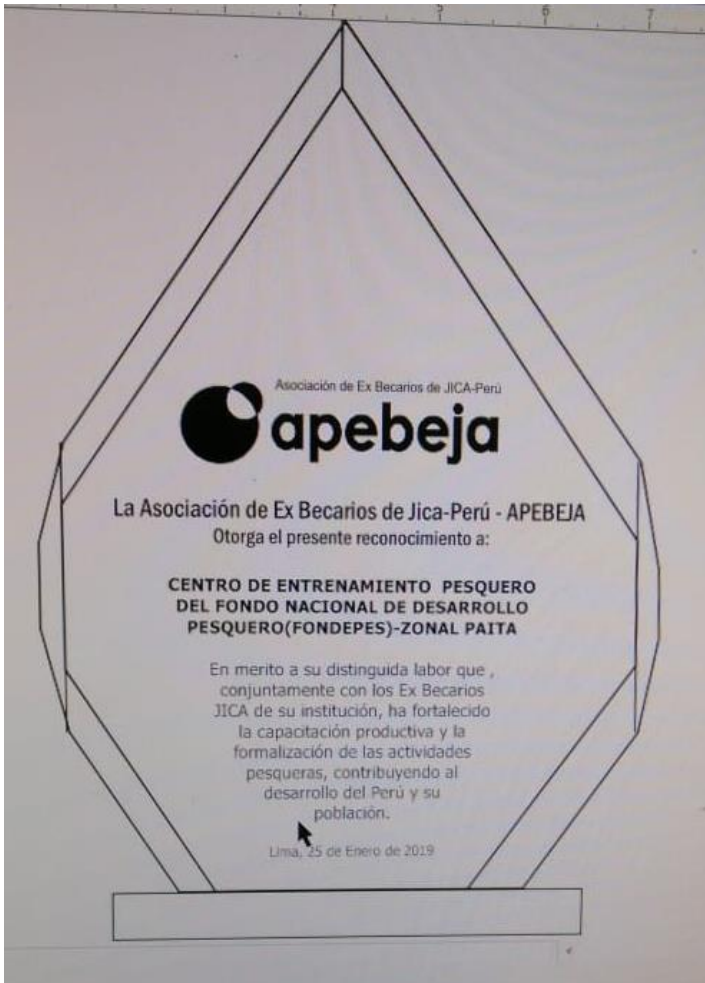 5
6
7
Asociación de Ex Becarios de JICA-Perú
apebeja
La Asociación de Ex Becarios de Jica-Perú - APEBEJA
Otorga el presente reconocimiento a:
CENTRO DE ENTRENAMIENTO PESQUERO
DEL FONDO NACIONAL DE DESARROLLO
PESQUERO(FONDEPES)-ZONAL PAITA
En merito a su distinguida labor que ,
conjuntamente con los Ex Becarios
JICA de su institución, ha fortalecido
la capacitación productiva y la
formalización de las actividades
pesqueras, contribuyendo al
desarrollo del Perú y su
población.
Lima, 25 de Enero de 2019